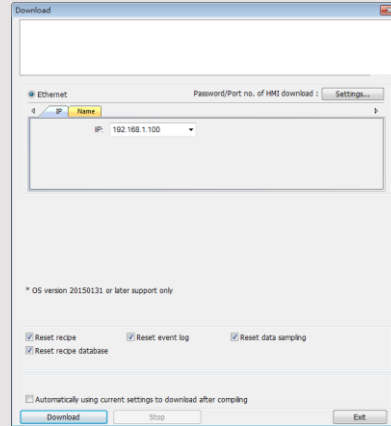 Download
Ethernet
Password/Port no. of HMI download :
Settings...
IP
Name
IP:
192.168.1.100
* OS version 20150131 or later support only
Reset recipe
Reset event log
Reset data sampling
Reset recipe database
Automatically using current settings to download after compiling
Download
Stop
Exit